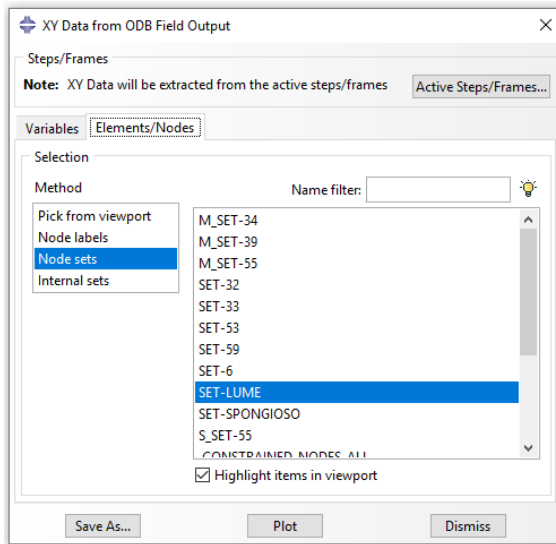 XY Data from ODB Field Output
Steps/Frames
Note: XY Data will be extracted from the active steps/frames
Active Steps/Frames...
Variables
Elements/Nodes
Selection
Method
Name filter:
Pick from viewport
Node labels
Node sets
Internal sets
M_SET-34
M_SET-39
M_SET-55
SET-32
SET-33
SET-53
SET-59
SET-6
SET-LUME
SET-SPONGIOSO
S_SET-55
_CONSTRAINED_NODES_ALL
Highlight items in viewport
Save As...
Plot
Dismiss